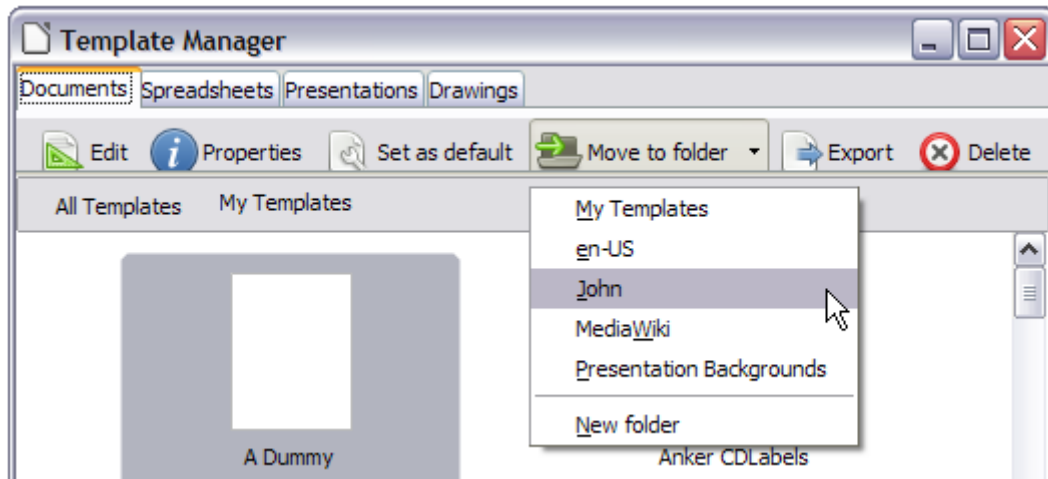 Template Manager
Documents Spreadsheets Presentations Drawings
Edit Properties Set as default Move to folder Export Delete
All Templates My Templates
My Templates
en-US
John
MediaWiki
Presentation Backgrounds
New folder
A Dummy Anker CDLabels